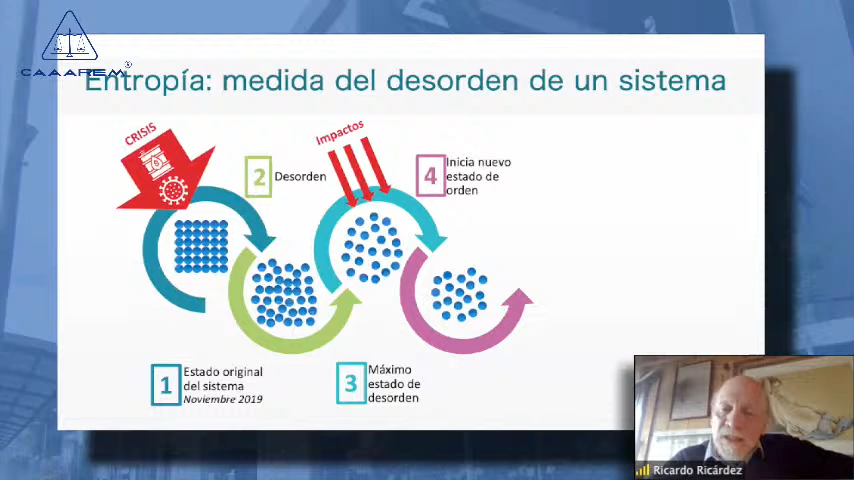 CAAAREM®
Entropía: medida del desorden de un sistema
CRISIS
2
Desorden
Impactos
4
Inicia nuevo
estado de
orden
1
Estado original
del sistema
Noviembre 2019
3
Máximo
estado de
desorden
Ricardo Ricárdez